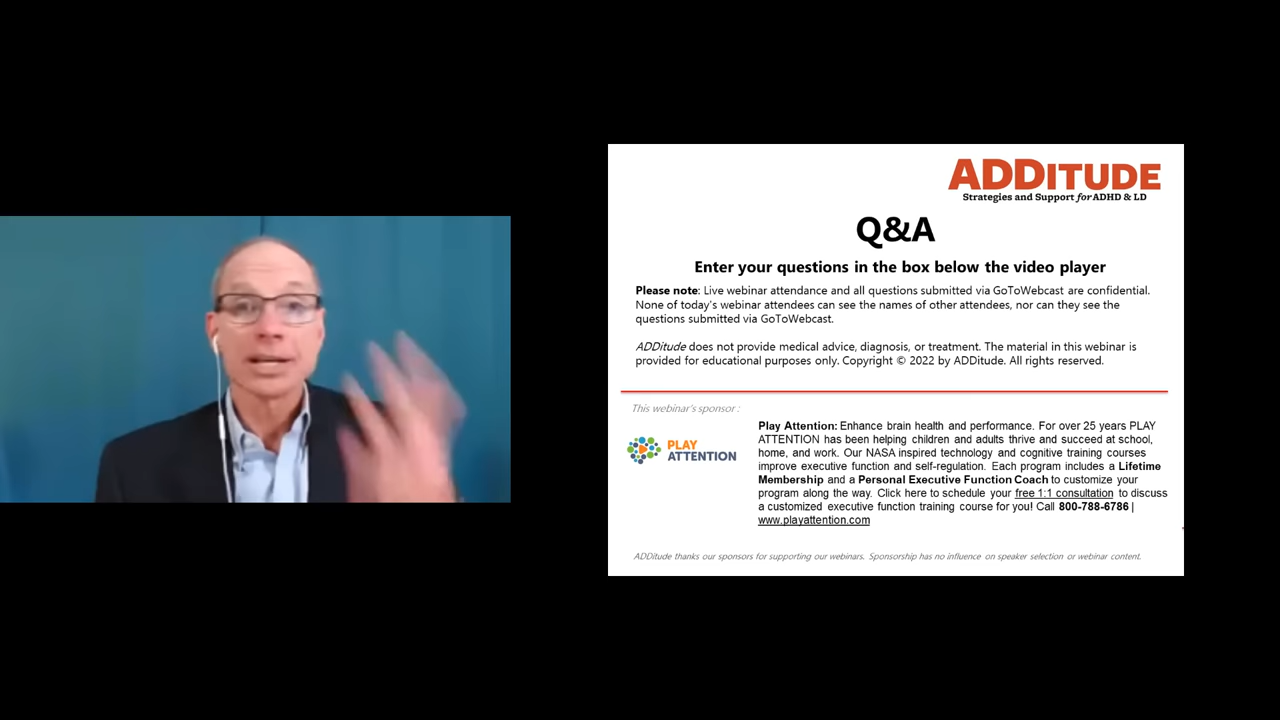 ADDITUDE
Strategies and Support for ADHD & LD
Q&A
Enter your questions in the box below the video player
Please note: Live webinar attendance and all questions submitted via GoToWebcast are confidential.
None of today's webinar attendees can see the names of other attendees, nor can they see the
questions submitted via GoToWebcast.
ADDitude does not provide medical advice, diagnosis, or treatment. The material in this webinar is
provided for educational purposes only. Copyright © 2022 by ADDitude. All rights reserved.
This webinar's sponsor :
PLAY
ATTENTION
Play Attention: Enhance brain health and performance. For over 25 years PLAY
ATTENTION has been helping children and adults thrive and succeed at school,
home, and work. Our NASA inspired technology and cognitive training courses
improve executive function and self-regulation. Each program includes a Lifetime
Membership and a Personal Executive Function Coach to customize your
program along the way. Click here to schedule your free 1:1 consultation to discuss
a customized executive function training course for you! Call 800-788-6786 |
www.playattention.com
ADDitude thanks our sponsors for supporting our webinars. Sponsorship has no influence on speaker selection or webinar content.